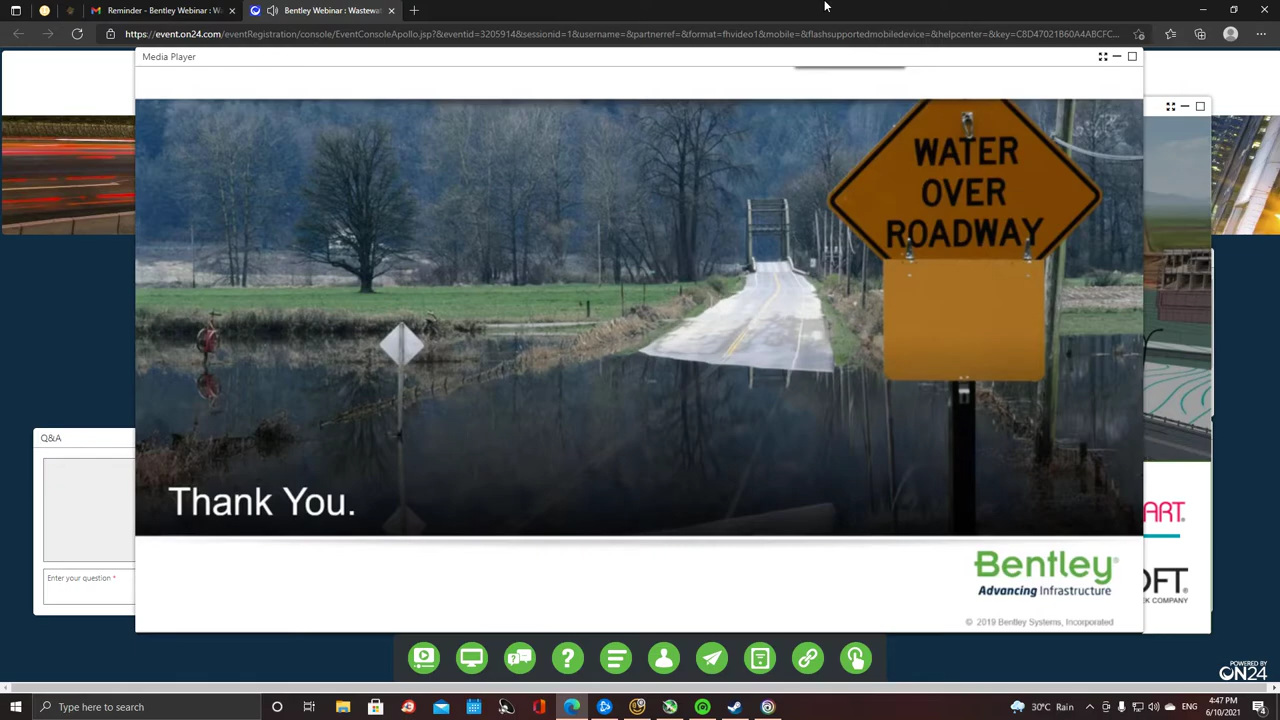 Reminder - Bentley Webinar : Wa
Bentley Webinar : Wastewa
https://event.on24.com/eventRegistration/console/EventConsoleApollo.jsp?&eventid=3205914&sessionid=1&username=&partnerref=&format=fhvideo1&mobile=&flashsupportedmobiledevice=&helpcenter=&key=C8D47021B60A4ABCFC...
Media Player
WATER
OVER
ROADWAY
Thank You.
Bentley®
Advancing Infrastructure
© 2019 Bentley Systems, Incorporated
Q&A
Enter your question *
ART.
OFT®
EK COMPANY
POWERED BY
ON24
Type here to search
30°C Rain
4:47 PM
6/10/2021